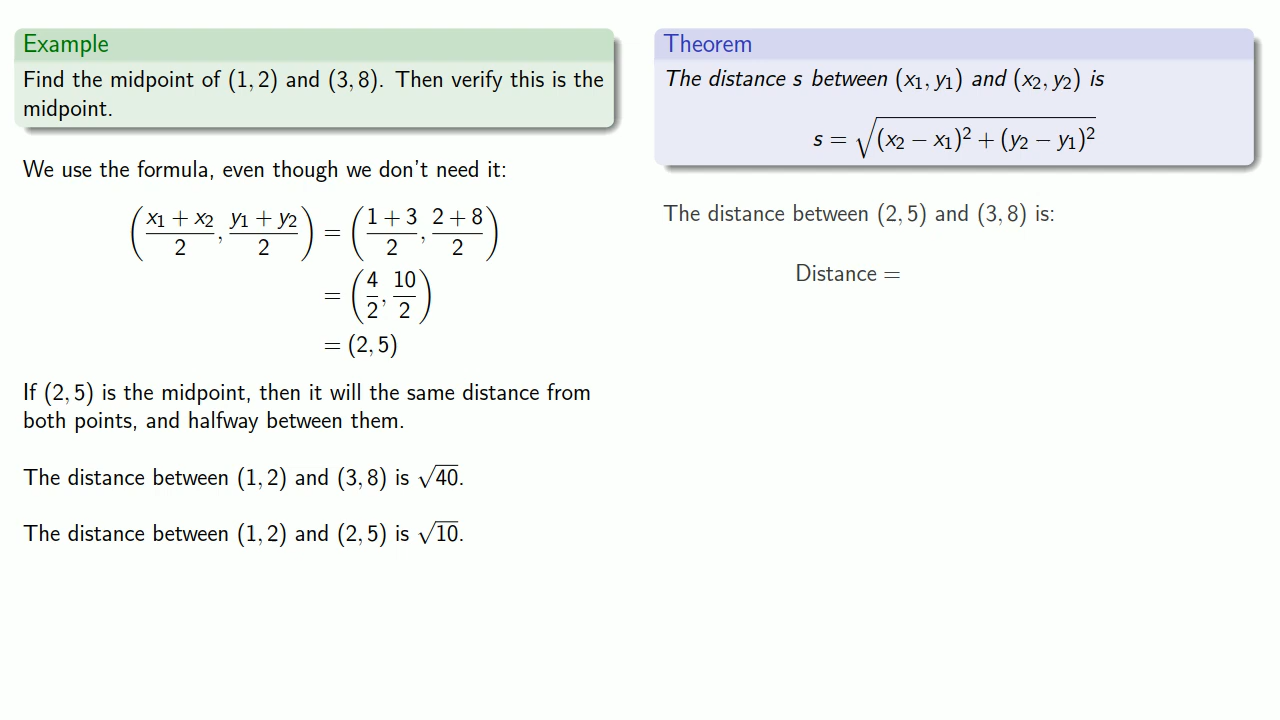 Example
Find the midpoint of (1, 2) and (3, 8). Then verify this is the
midpoint.
We use the formula, even though we don't need it:
(x₁ + x₂ / 2, y₁ + y₂ / 2) = (1 + 3 / 2, 2 + 8 / 2)
= (4 / 2, 10 / 2)
= (2, 5)
If (2, 5) is the midpoint, then it will the same distance from
both points, and halfway between them.
The distance between (1, 2) and (3, 8) is √40.
The distance between (1, 2) and (2, 5) is √10.
Theorem
The distance s between (x₁, y₁) and (x₂, y₂) is
s = √((x₂ − x₁)² + (y₂ − y₁)²)
The distance between (2, 5) and (3, 8) is:
Distance =